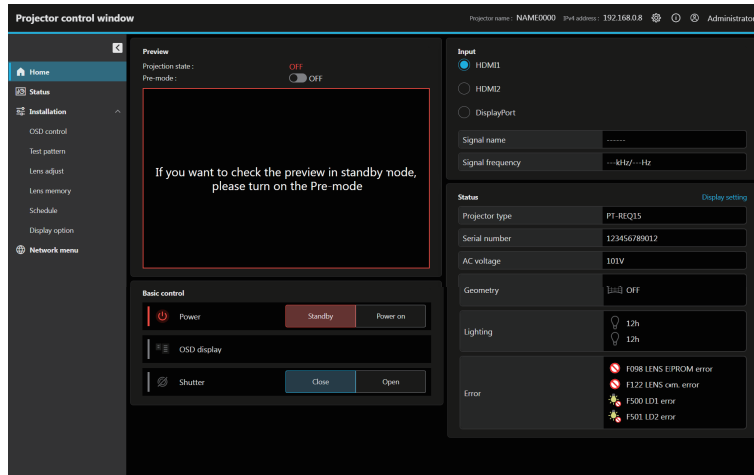 Projector control window
Projector name : NAME0000 IPv4 address : 192.168.0.8 Administrator
Home
Status
Installation
OSD control
Test pattern
Lens adjust
Lens memory
Schedule
Display option
Network menu
Preview
Projection state : OFF
Pre-mode : OFF
If you want to check the preview in standby mode,
please turn on the Pre-mode
Basic control
Power Standby Power on
OSD display
Shutter Close Open
Input
HDMI1
HDMI2
DisplayPort
Signal name ------
Signal frequency ---kHz/---Hz
Status Display setting
Projector type PT-REQ15
Serial number 123456789012
AC voltage 101V
Geometry OFF
Lighting
12h
12h
Error
F098 LENS EIPROM error
F122 LENS om. error
F500 LD1 error
F501 LD2 error